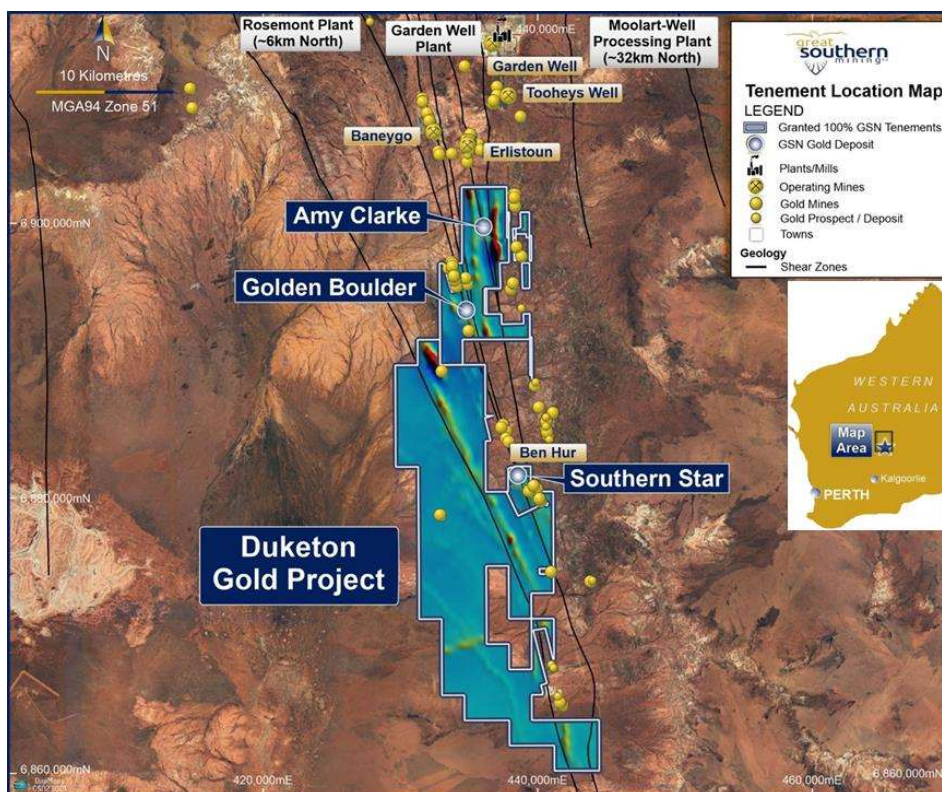 Rosemont Plant
(~6km North)
Garden Well
Plant
440,000mE
Moolart-Well
Processing Plant
(~32km North)
N
10 Kilometres
MGA94 Zone 51
Garden Well
Tooheys Well
Baneygo
Erlistoun
great
southern
mining
Tenement Location Map
LEGEND
Granted 100% GSN Tenements
GSN Gold Deposit
Plants/Mills
Operating Mines
Gold Mines
Gold Prospect / Deposit
Towns
Geology
Shear Zones
6,900,000mN
Amy Clarke
Golden Boulder
WESTERN
AUSTRALIA
Map
Area
Kalgoorlie
PERTH
Ben Hur
Southern Star
6,880,000mN
Duketon
Gold Project
6,860,000mN
420,000mE
440,000mE
460,000mE
6,860,000mN